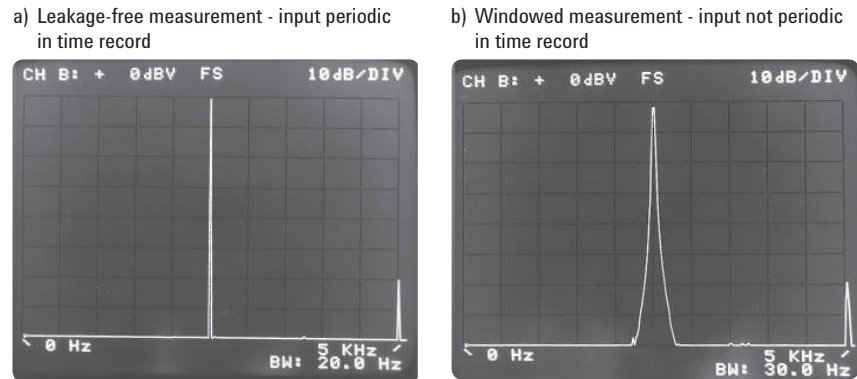 a) Leakage-free measurement - input periodic
in time record
CH B: + 0dBV FS 10dB/DIV
0 Hz 5 KHz
BW: 20.0 Hz
b) Windowed measurement - input not periodic
in time record
CH B: + 0dBV FS 10dB/DIV
0 Hz 5 KHz
BW: 30.0 Hz